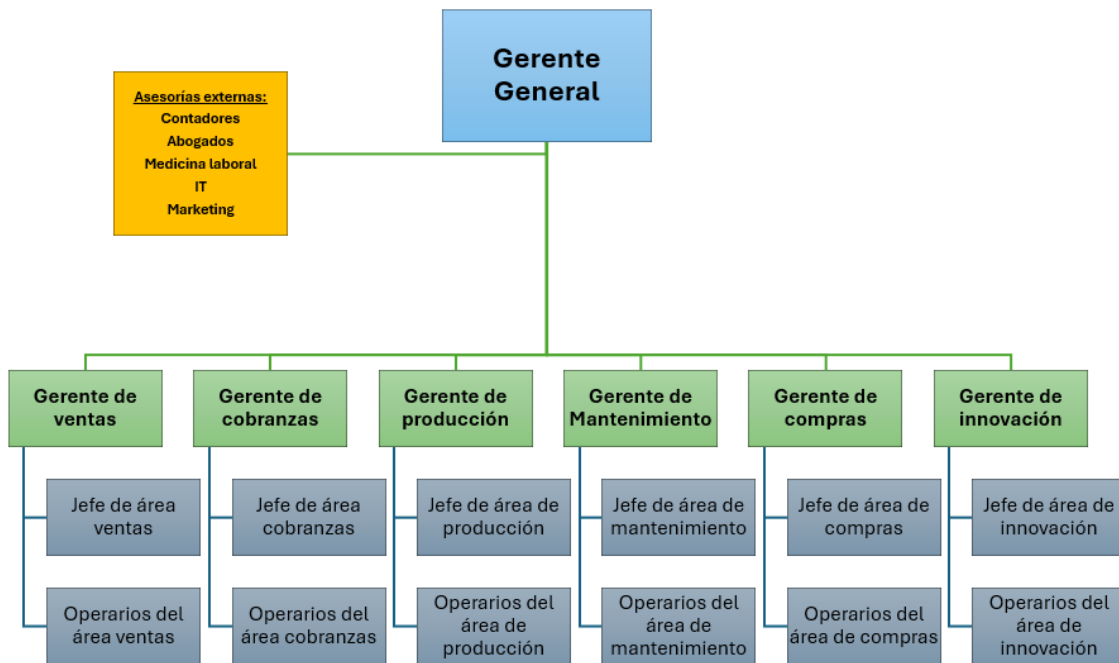 Gerente
General
Asesorías externas:
Contadores
Abogados
Medicina laboral
IT
Marketing
Gerente de
ventas
Gerente de
cobranzas
Gerente de
producción
Gerente de
Mantenimiento
Gerente de
compras
Gerente de
innovación
Jefe de área
ventas
Jefe de área
cobranzas
Jefe de área de
producción
Jefe de área de
mantenimiento
Jefe de área de
compras
Jefe de área de
innovación
Operarios del
área ventas
Operarios del
área cobranzas
Operarios del
área de
producción
Operarios del
área de
mantenimiento
Operarios del
área de compras
Operarios del
área de
innovación